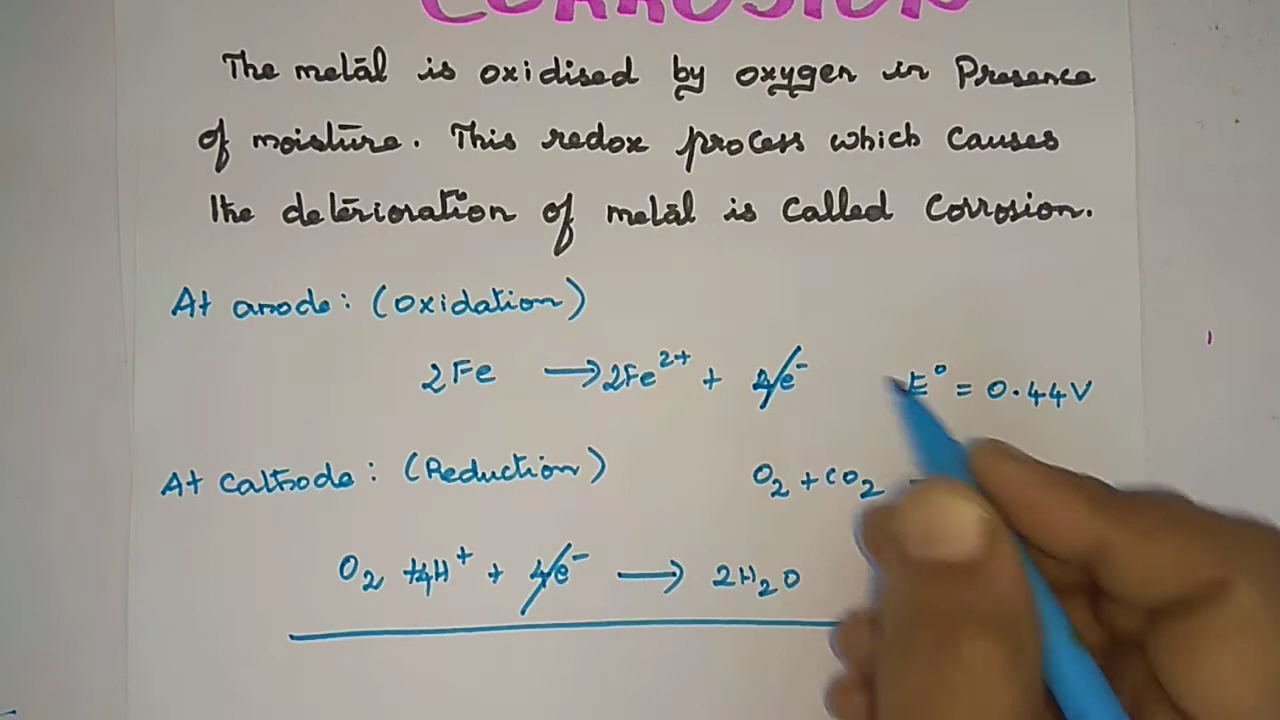 CORROSION
The metal is oxidised by oxygen in Presence
of moisture. This redox process which causes
the deterioration of metal is called Corrosion.
At anode: (Oxidation)
2Fe → 2Fe²⁺ + 4e⁻ E° = 0.44V
At Cathode: (Reduction) O₂ + CO₂
O₂ + 4H⁺ + 4e⁻ → 2H₂O